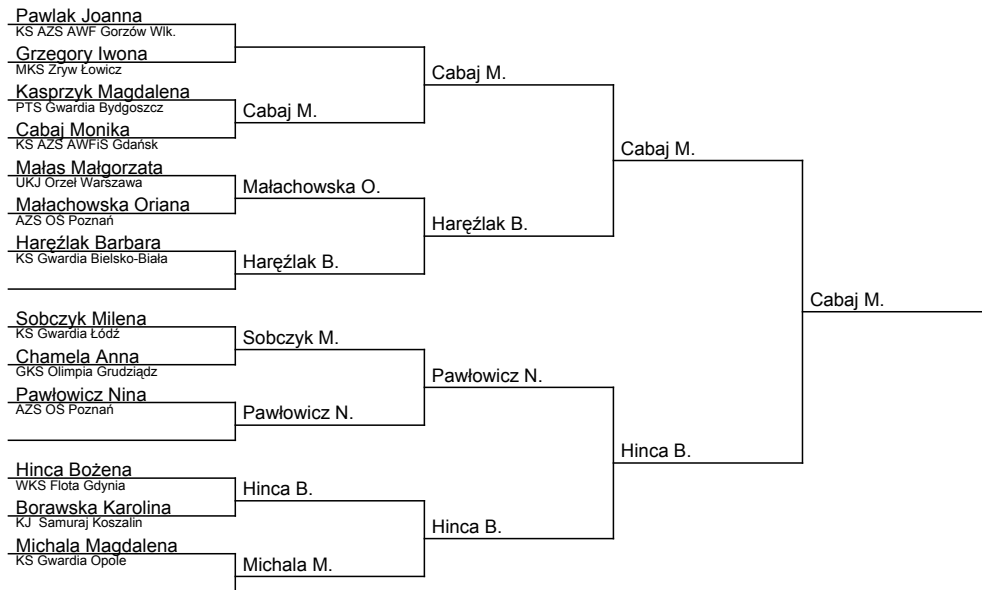 Pawlak Joanna
KS AZS AWF Gorzów Wlk.
Grzegory Iwona
MKS Zryw Łowicz
Kasprzyk Magdalena
PTS Gwardia Bydgoszcz
Cabaj Monika
KS AZS AWFiS Gdańsk
Małas Małgorzata
UKJ Orzeł Warszawa
Małachowska Oriana
AZS OŚ Poznań
Haręźlak Barbara
KS Gwardia Bielsko-Biała
Sobczyk Milena
KS Gwardia Łódź
Chamela Anna
GKS Olimpia Grudziądz
Pawłowicz Nina
AZS OŚ Poznań
Hinca Bożena
WKS Flota Gdynia
Borawska Karolina
KJ Samuraj Koszalin
Michala Magdalena
KS Gwardia Opole
Cabaj M.
Małachowska O.
Haręźlak B.
Sobczyk M.
Pawłowicz N.
Hinca B.
Michala M.
Cabaj M.
Haręźlak B.
Pawłowicz N.
Hinca B.
Cabaj M.
Hinca B.
Cabaj M.